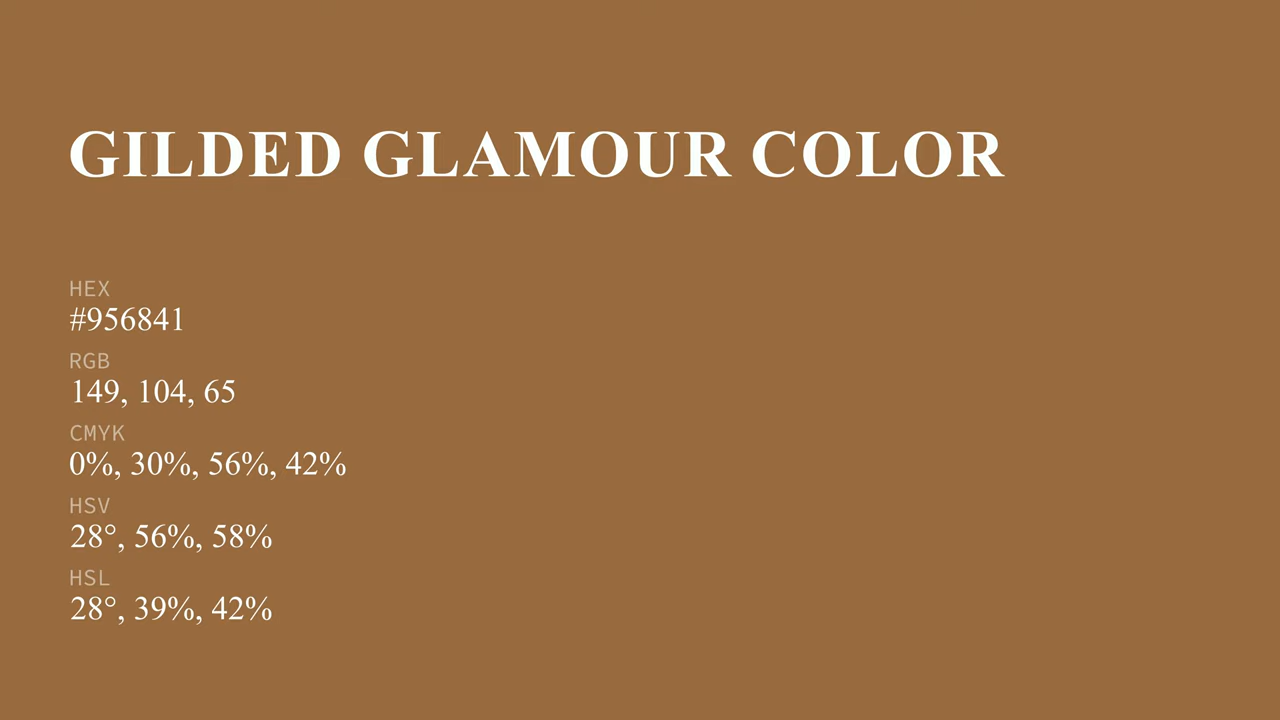 GILDED GLAMOUR COLOR
HEX
#956841
RGB
149, 104, 65
CMYK
0%, 30%, 56%, 42%
HSV
28°, 56%, 58%
HSL
28°, 39%, 42%